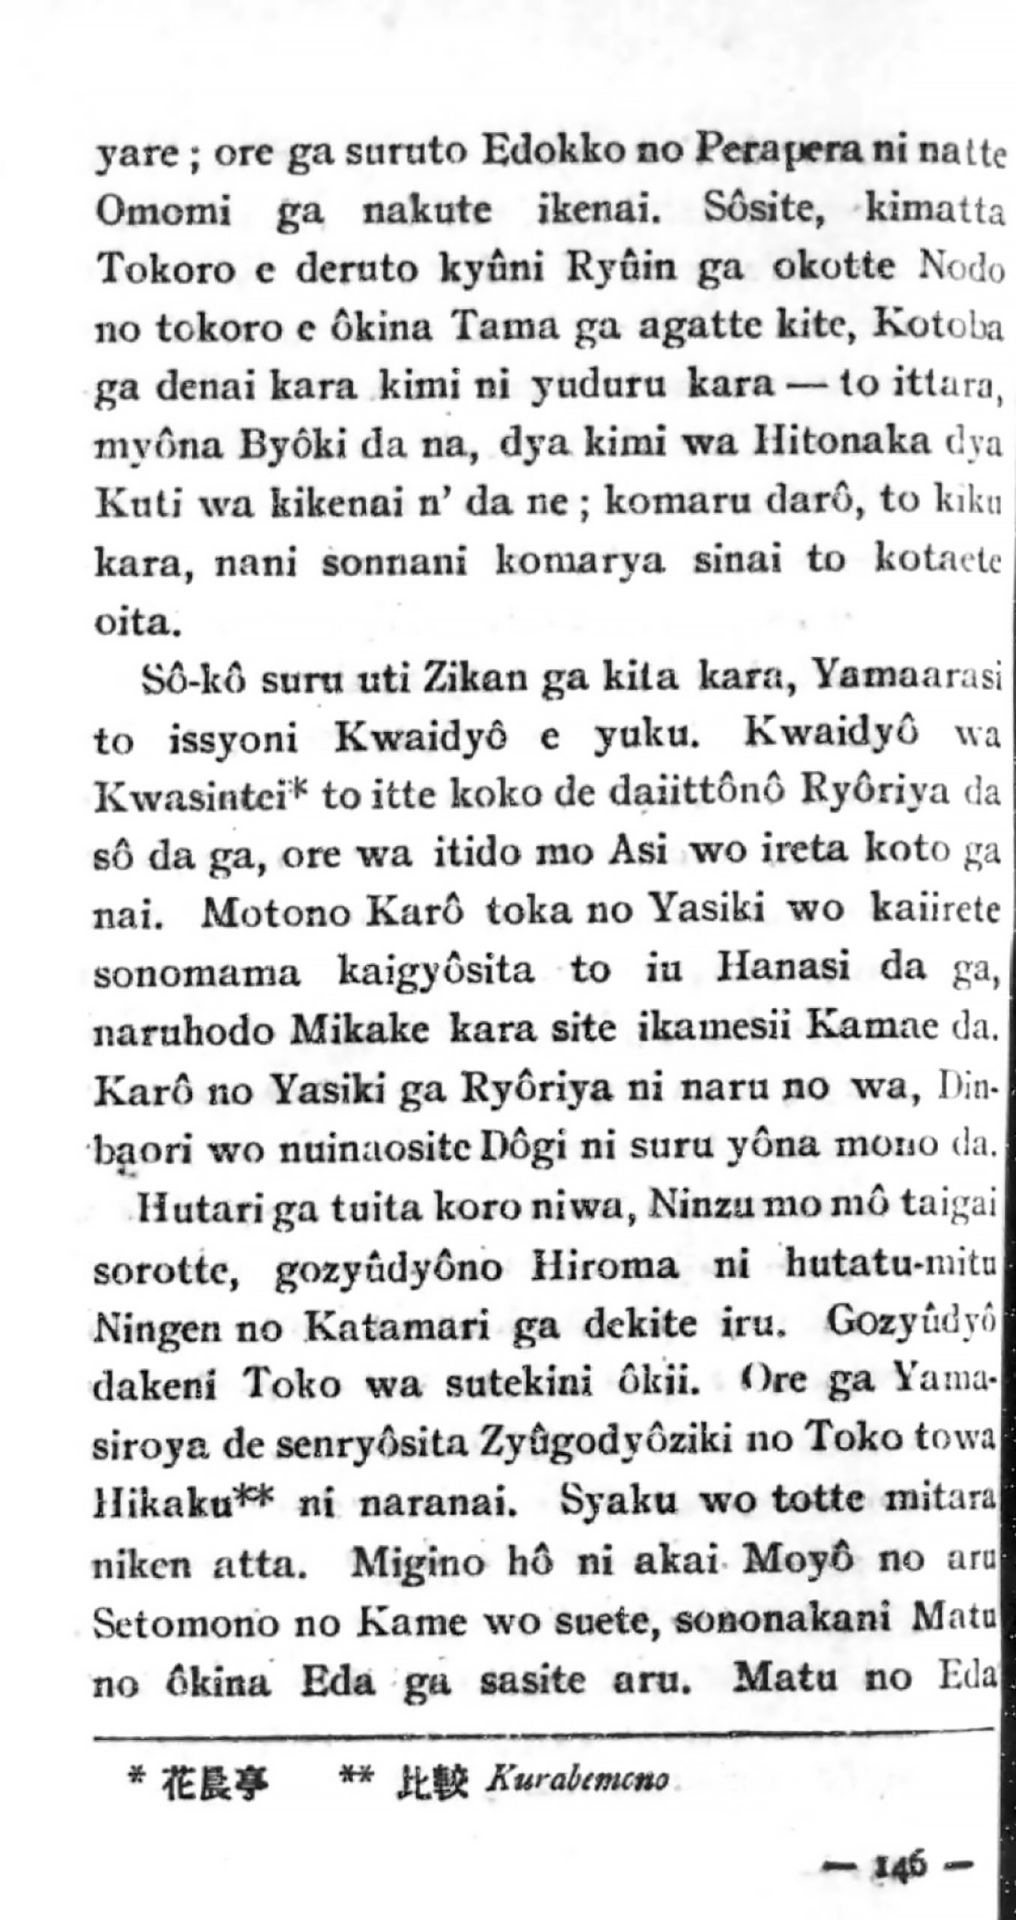 yare ; ore ga suruto Edokko no Perapera ni natte
Omomi ga nakute ikenai. Sôsite, kimatta
Tokoro e deruto kyûni Ryûin ga okotte Nodo
no tokoro e ôkina Tama ga agatte kite, Kotoba
ga denai kara kimi ni yuduru kara — to ittara,
myôna Byôki da na, dya kimi wa Hitonaka dya
Kuti wa kikenai n' da ne ; komaru darô, to kiku
kara, nani sonnani komarya sinai to kotaete
oita.
Sô-kô suru uti Zikan ga kita kara, Yamaarasi
to issyoni Kwaidyô e yuku. Kwaidyô wa
Kwasintei* to itte koko de daiittônô Ryôriya da
sô da ga, ore wa itido mo Asi wo ireta koto ga
nai. Motono Karô toka no Yasiki wo kaiirete
sonomama kaigyôsita to iu Hanasi da ga,
naruhodo Mikake kara site ikamesii Kamae da.
Karô no Yasiki ga Ryôriya ni naru no wa, Din-
baori wo nuinaosite Dôgi ni suru yôna mono da.
Hutari ga tuita koro niwa, Ninzu mo mô taigai
sorotte, gozyûdyôno Hiroma ni hutatu-mitu
Ningen no Katamari ga dekite iru. Gozyûdyô
dakeni Toko wa sutekini ôkii. Ore ga Yama-
siroya de senryôsita Zyûgodyôziki no Toko towa
Hikaku** ni naranai. Syaku wo totte mitara
niken atta. Migino hô ni akai Moyô no aru
Setomono no Kame wo suete, sononakani Matu
no ôkina Eda ga sasite aru. Matu no Eda
* 花晨亭 ** 比較 Kurabemono
— 146 —